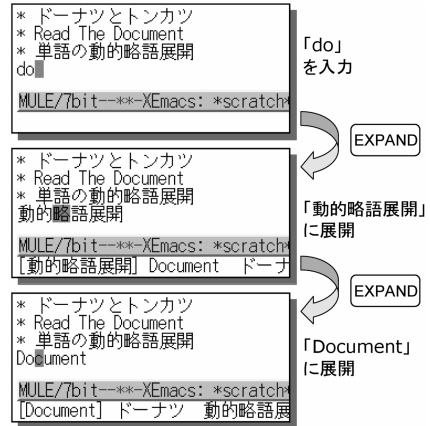 * ドーナツとトンカツ
* Read The Document
* 単語の動的略語展開
do
MULE/7bit--**-XEmacs: *scratch*
「do」
を入力
EXPAND
* ドーナツとトンカツ
* Read The Document
* 単語の動的略語展開
動的略語展開
MULE/7bit--**-XEmacs: *scratch*
[動的略語展開] Document ドーナ
「動的略語展開」
に展開
EXPAND
* ドーナツとトンカツ
* Read The Document
* 単語の動的略語展開
Document
MULE/7bit--**-XEmacs: *scratch*
[Document] ドーナツ 動的略語展
「Document」
に展開